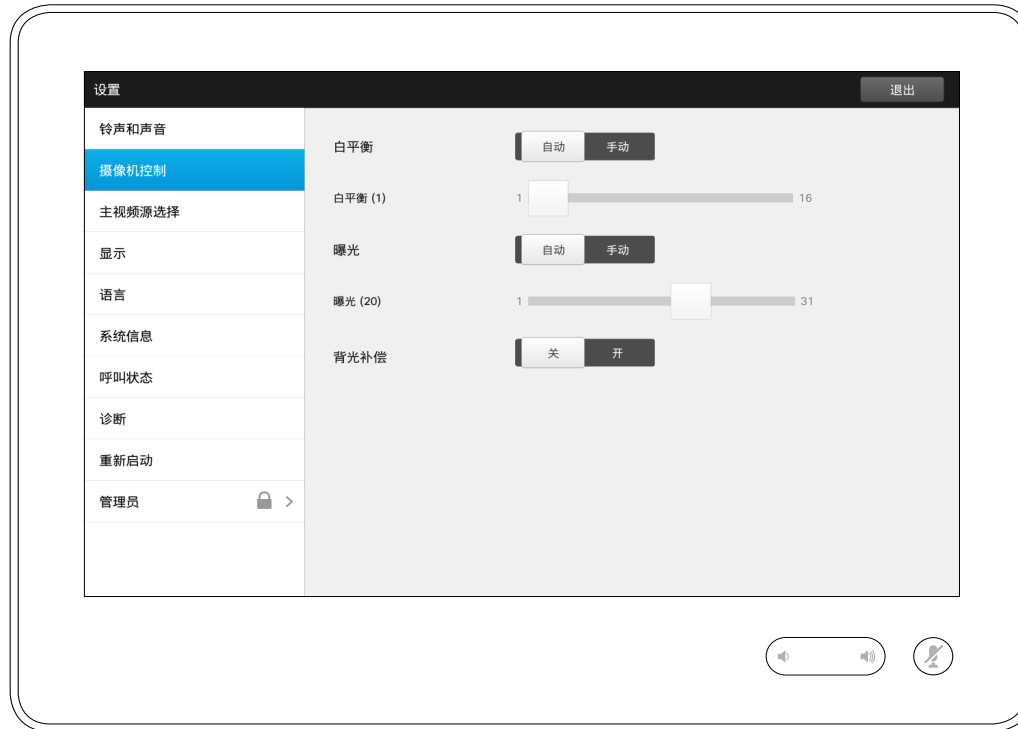 设置
退出
铃声和声音
摄像机控制
主视频源选择
显示
语言
系统信息
呼叫状态
诊断
重新启动
管理员
白平衡
自动 手动
白平衡 (1)
1 16
曝光
自动 手动
曝光 (20)
1 31
背光补偿
关 开